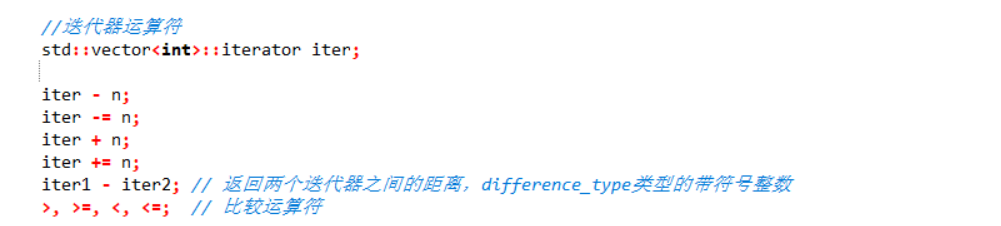 //迭代器运算符
std::vector<int>::iterator iter;
iter - n;
iter -= n;
iter + n;
iter += n;
iter1 - iter2; // 返回两个迭代器之间的距离，difference_type类型的带符号整数
>, >=, <, <=;  // 比较运算符